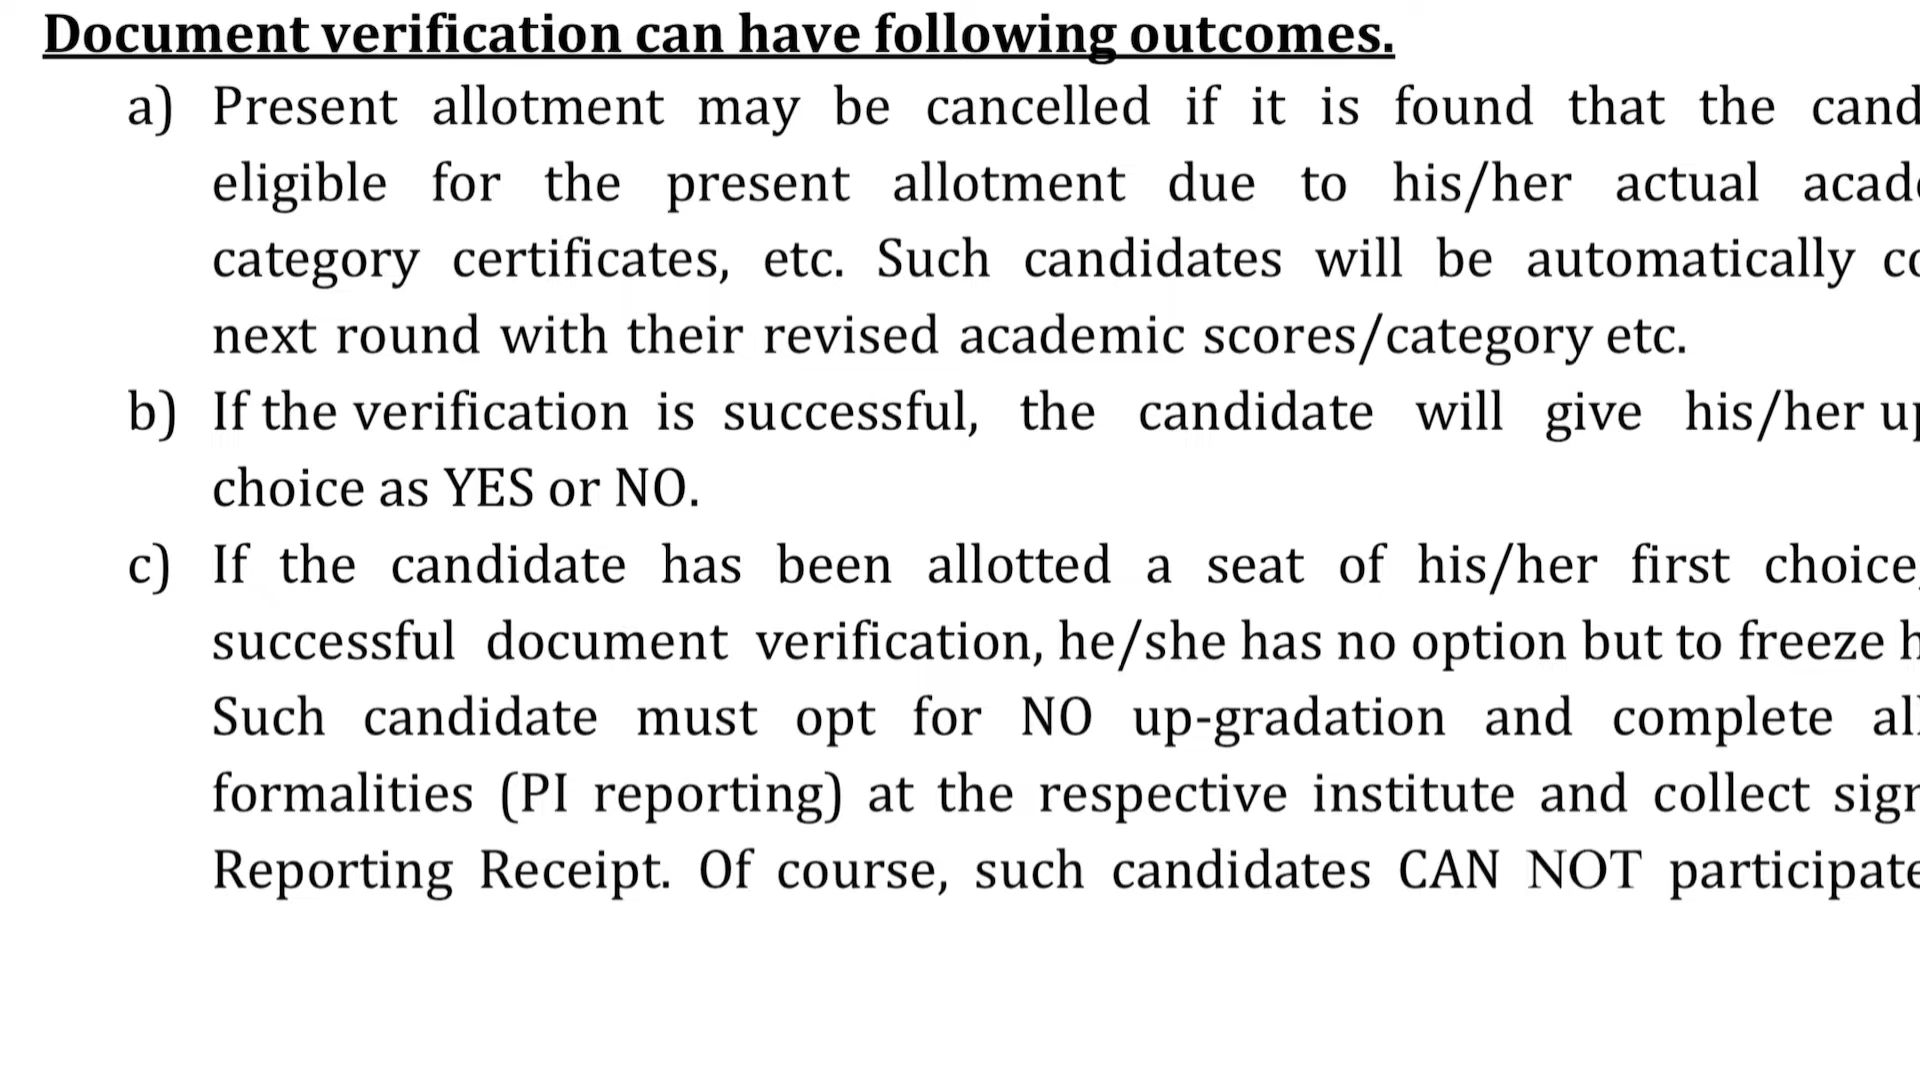 Document verification can have following outcomes.
a) Present allotment may be cancelled if it is found that the
eligible for the present allotment due to his/her actual
category certificates, etc. Such candidates will be automatically
next round with their revised academic scores/category etc.
b) If the verification is successful, the candidate will give his/her
choice as YES or NO.
c) If the candidate has been allotted a seat of his/her first choice,
successful document verification, he/she has no option but to freeze
Such candidate must opt for NO up-gradation and complete
formalities (PI reporting) at the respective institute and collect
Reporting Receipt. Of course, such candidates CAN NOT participate